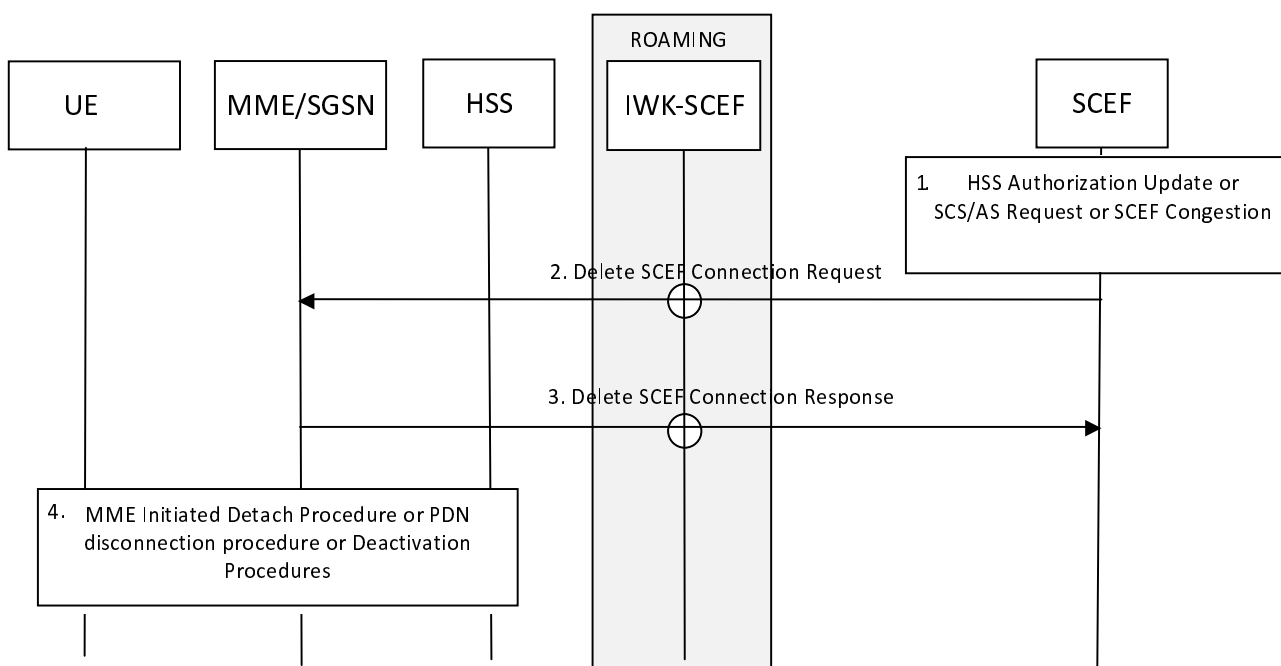 ROAMING
UE
MME/SGSN
HSS
IWK-SCEF
SCEF
1. HSS Authorization Update or
SCS/AS Request or SCEF Congestion
2. Delete SCEF Connection Request
3. Delete SCEF Connection Response
4. MME Initiated Detach Procedure or PDN
disconnection procedure or Deactivation
Procedures